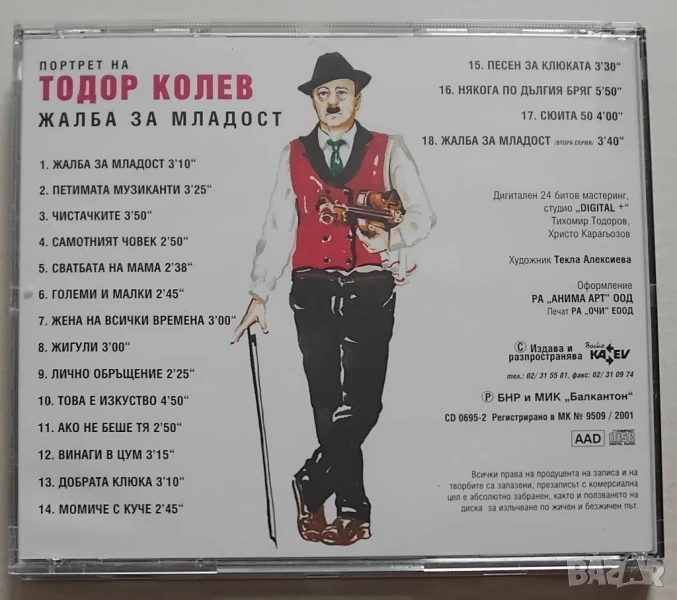 ПОРТРЕТ НА
ТОДОР КОЛЕВ
ЖАЛБА ЗА МЛАДОСТ
1. ЖАЛБА ЗА МЛАДОСТ 3'10"
2. ПЕТИМАТА МУЗИКАНТИ 3'25"
3. ЧИСТАЧКИТЕ 3'50"
4. САМОТНИЯТ ЧОВЕК 2'50"
5. СВАТБАТА НА МАМА 2'38"
6. ГОЛЕМИ И МАЛКИ 2'45"
7. ЖЕНА НА ВСИЧКИ ВРЕМЕНА 3'00"
8. ЖИГУЛИ 3'00"
9. ЛИЧНО ОБРЪЩЕНИЕ 2'25"
10. ТОВА Е ИЗКУСТВО 4'50"
11. АКО НЕ БЕШЕ ТЯ 2'50"
12. ВИНАГИ В ЦУМ 3'15"
13. ДОБРАТА КЛЮКА 3'10"
14. МОМИЧЕ С КУЧЕ 2'45"
15. ПЕСЕН ЗА КЛЮКАТА 3'30"
16. НЯКОГА ПО ДЪЛГИЯ БРЯГ 5'50"
17. СЮИТА 50 4'00"
18. ЖАЛБА ЗА МЛАДОСТ /ВТОРА СЕРИЯ/ 3'40"
Дигитален 24 битов мастеринг,
студио „DIGITAL +"
Тихомир Тодоров,
Христо Карагьозов
Художник Текла Алексиева
Оформление
РА „АНИМА АРТ" ООД
Печат РА „ОЧИ" ЕООД
© Издава и
разпространява
Boiko
KANEV
тел.: 02/ 31 55 81, факс: 02/ 31 09 74
℗ БНР и МИК „Балкантон"
CD 0695-2 Регистрирано в МК № 9509 / 2001
AAD
Всички права на продуцента на записа и на
творбите са запазени, презаписът с комерсиална
цел е абсолютно забранен, както и ползването на
диска за излъчване по жичен и безжичен път.
BAZAR